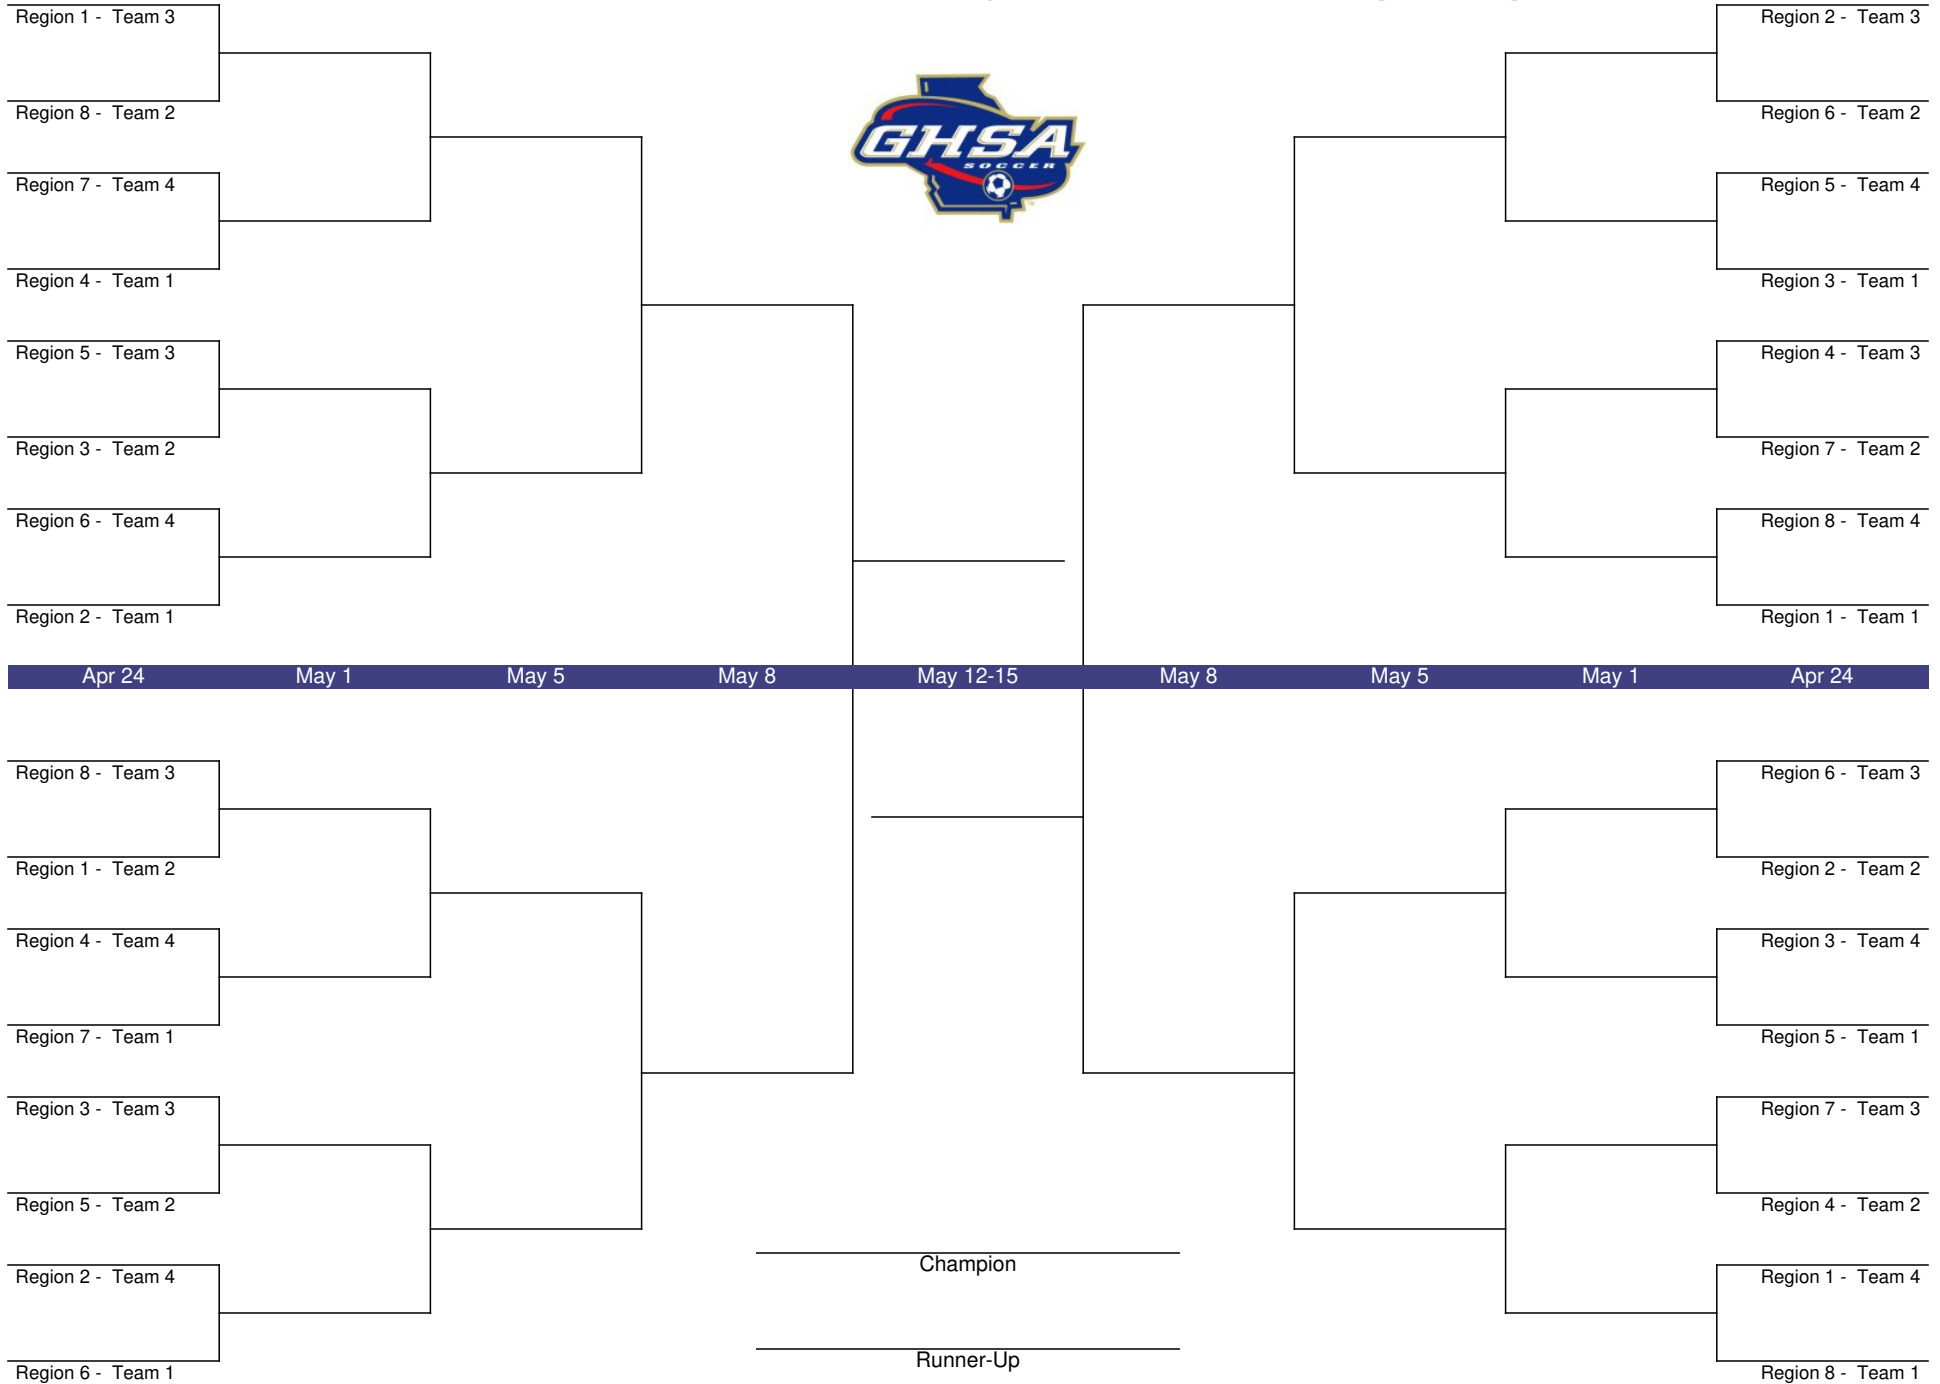 Region 1 - Team 3
Region 8 - Team 2
Region 7 - Team 4
Region 4 - Team 1
Region 5 - Team 3
Region 3 - Team 2
Region 6 - Team 4
Region 2 - Team 1
GHSA
SOCCER
Region 2 - Team 3
Region 6 - Team 2
Region 5 - Team 4
Region 3 - Team 1
Region 4 - Team 3
Region 7 - Team 2
Region 8 - Team 4
Region 1 - Team 1
Apr 24 May 1 May 5 May 8 May 12-15 May 8 May 5 May 1 Apr 24
Region 8 - Team 3
Region 1 - Team 2
Region 4 - Team 4
Region 7 - Team 1
Region 3 - Team 3
Region 5 - Team 2
Region 2 - Team 4
Region 6 - Team 1
Champion
Runner-Up
Region 6 - Team 3
Region 2 - Team 2
Region 3 - Team 4
Region 5 - Team 1
Region 7 - Team 3
Region 4 - Team 2
Region 1 - Team 4
Region 8 - Team 1